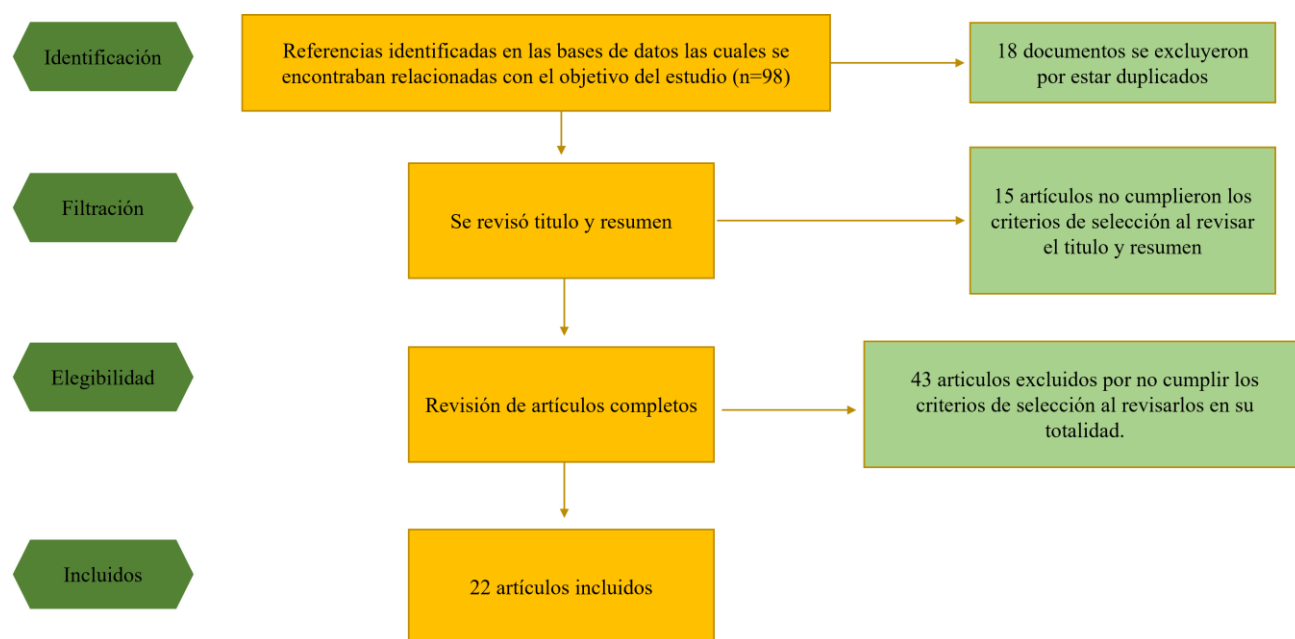 Identificación
Referencias identificadas en las bases de datos las cuales se
encontraban relacionadas con el objetivo del estudio (n=98)
18 documentos se excluyeron
por estar duplicados
Filtración
Se revisó titulo y resumen
15 artículos no cumplieron los
criterios de selección al revisar
el titulo y resumen
Elegibilidad
Revisión de artículos completos
43 articulos excluidos por no cumplir los
criterios de selección al revisarlos en su
totalidad.
Incluidos
22 artículos incluidos